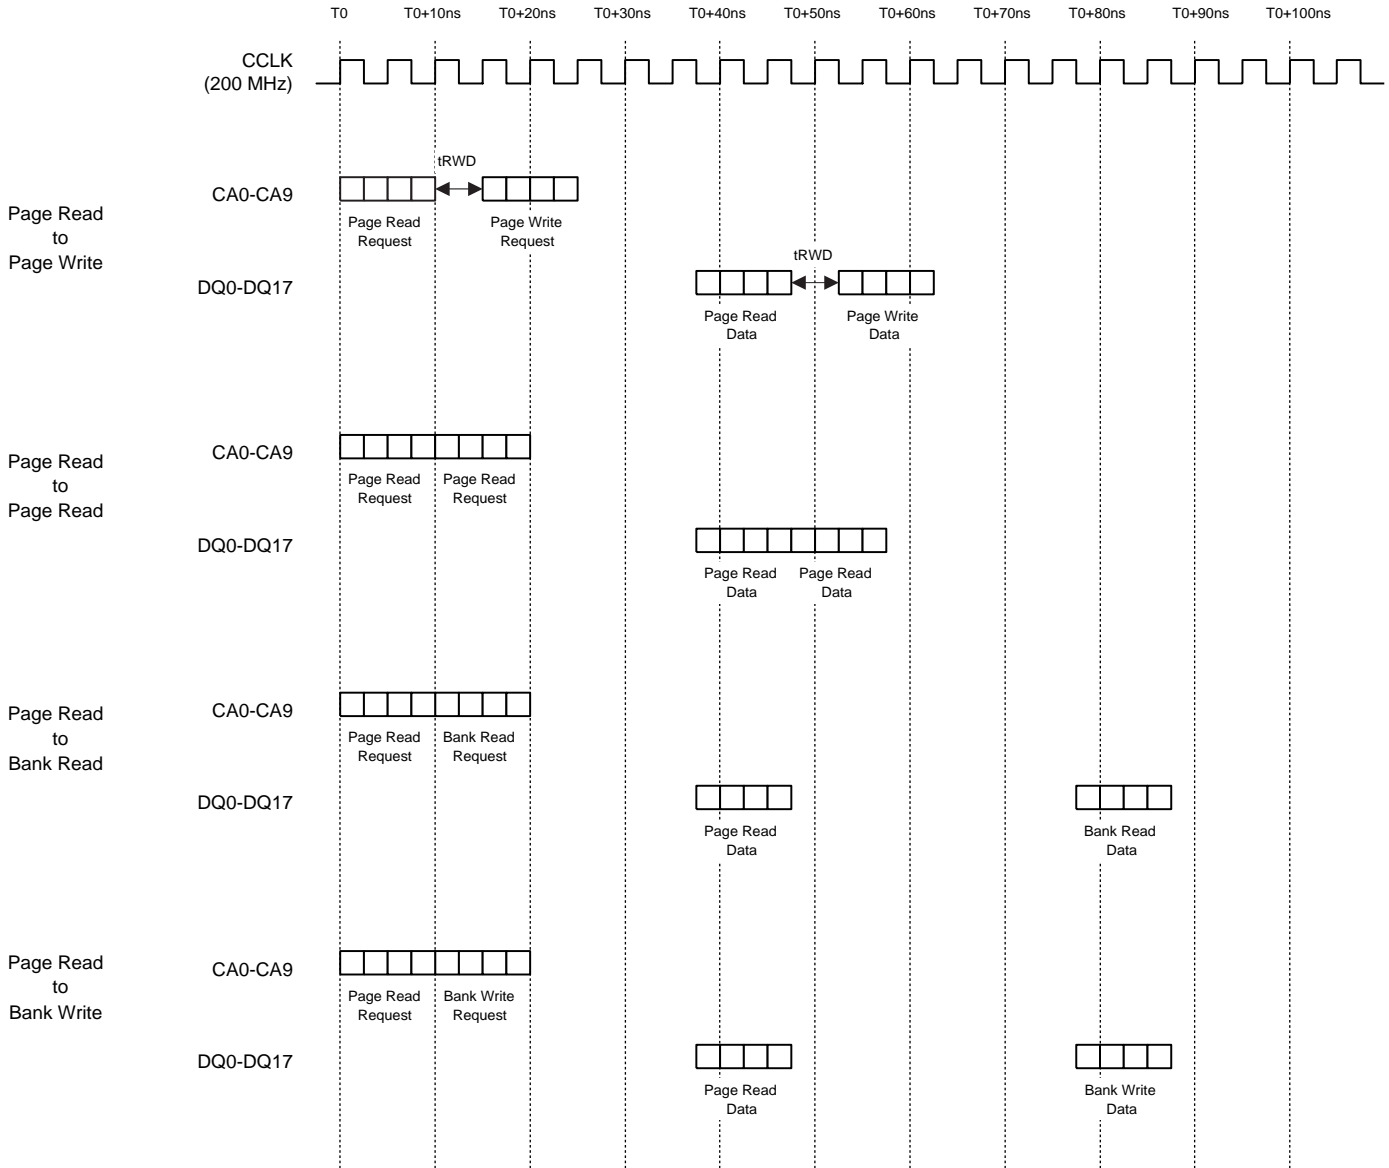 T0 T0+10ns T0+20ns T0+30ns T0+40ns T0+50ns T0+60ns T0+70ns T0+80ns T0+90ns T0+100ns
CCLK
(200 MHz)
Page Read
to
Page Write
CA0-CA9
tRWD
Page Read
Request
Page Write
Request
DQ0-DQ17
tRWD
Page Read
Data
Page Write
Data
Page Read
to
Page Read
CA0-CA9
Page Read
Request
Page Read
Request
DQ0-DQ17
Page Read
Data
Page Read
Data
Page Read
to
Bank Read
CA0-CA9
Page Read
Request
Bank Read
Request
DQ0-DQ17
Page Read
Data
Bank Read
Data
Page Read
to
Bank Write
CA0-CA9
Page Read
Request
Bank Write
Request
DQ0-DQ17
Page Read
Data
Bank Write
Data